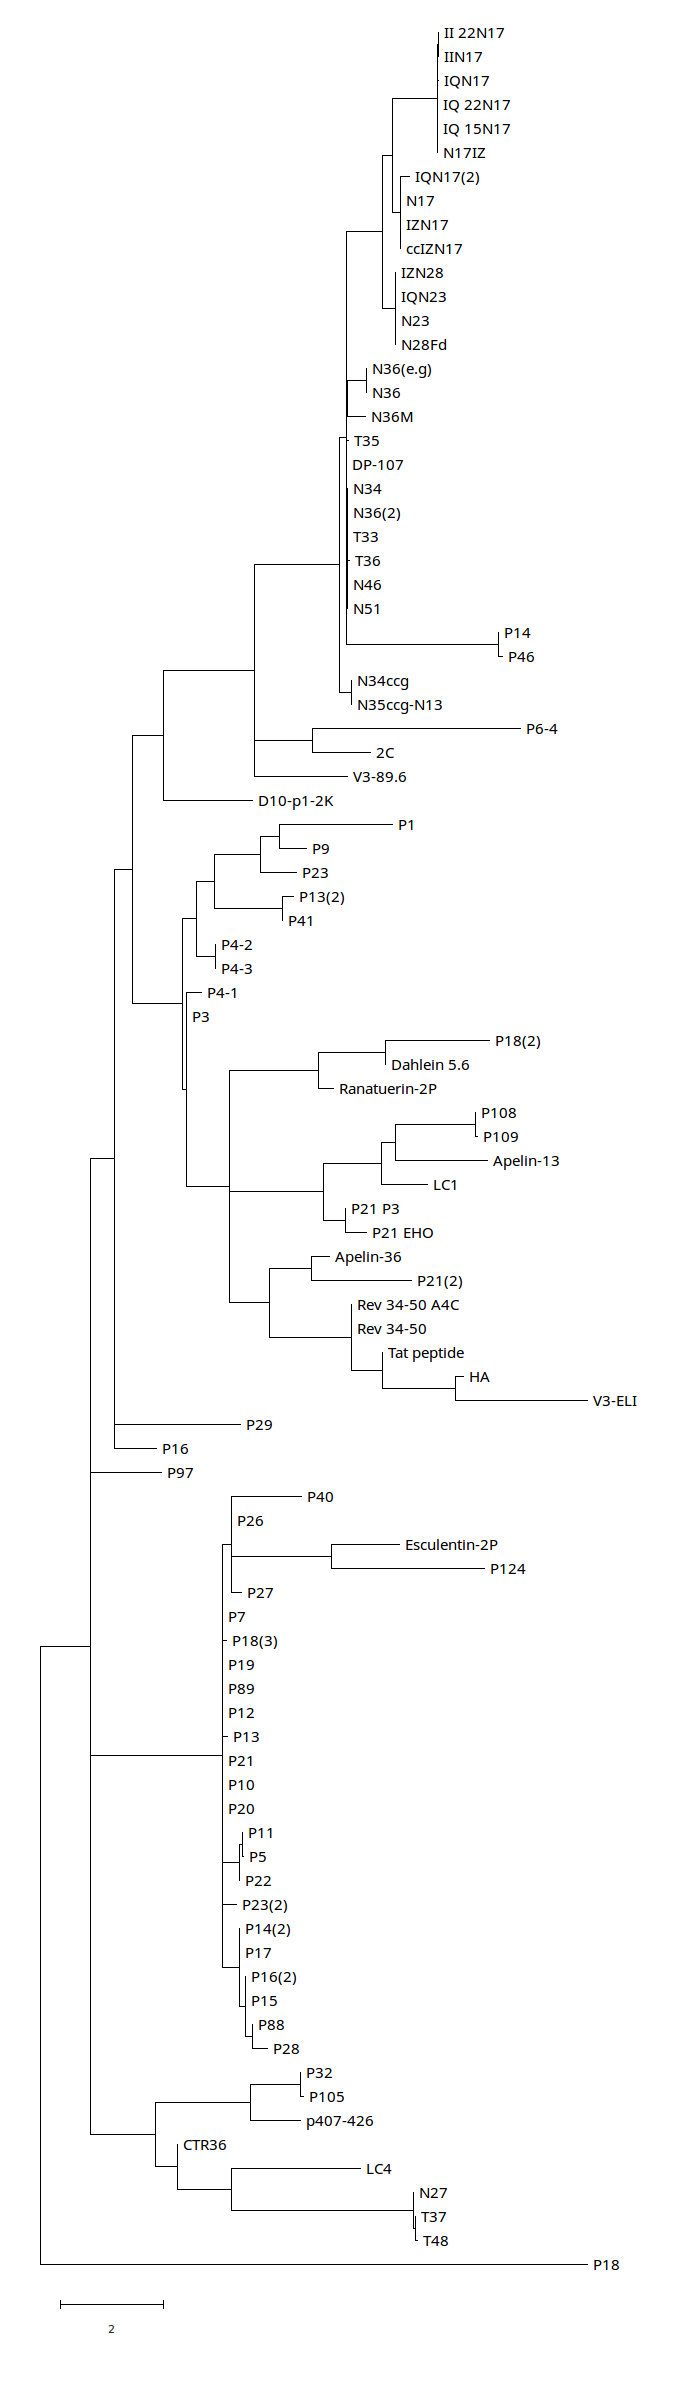 II 22N17
IIN17
IQN17
IQ 22N17
IQ 15N17
N17IZ
IQN17(2)
N17
IZN17
ccIZN17
IZN28
IQN23
N23
N28Fd
N36(e.g)
N36
N36M
T35
DP-107
N34
N36(2)
T33
T36
N46
N51
P14
P46
N34ccg
N35ccg-N13
P6-4
2C
V3-89.6
D10-p1-2K
P1
P9
P23
P13(2)
P41
P4-2
P4-3
P4-1
P3
P18(2)
Dahlein 5.6
Ranatuerin-2P
P108
P109
Apelin-13
LC1
P21 P3
P21 EHO
Apelin-36
P21(2)
Rev 34-50 A4C
Rev 34-50
Tat peptide
HA
V3-ELI
P29
P16
P97
P40
P26
Esculentin-2P
P124
P27
P7
P18(3)
P19
P89
P12
P13
P21
P10
P20
P11
P5
P22
P23(2)
P14(2)
P17
P16(2)
P15
P88
P28
P32
P105
p407-426
CTR36
LC4
N27
T37
T48
P18
2